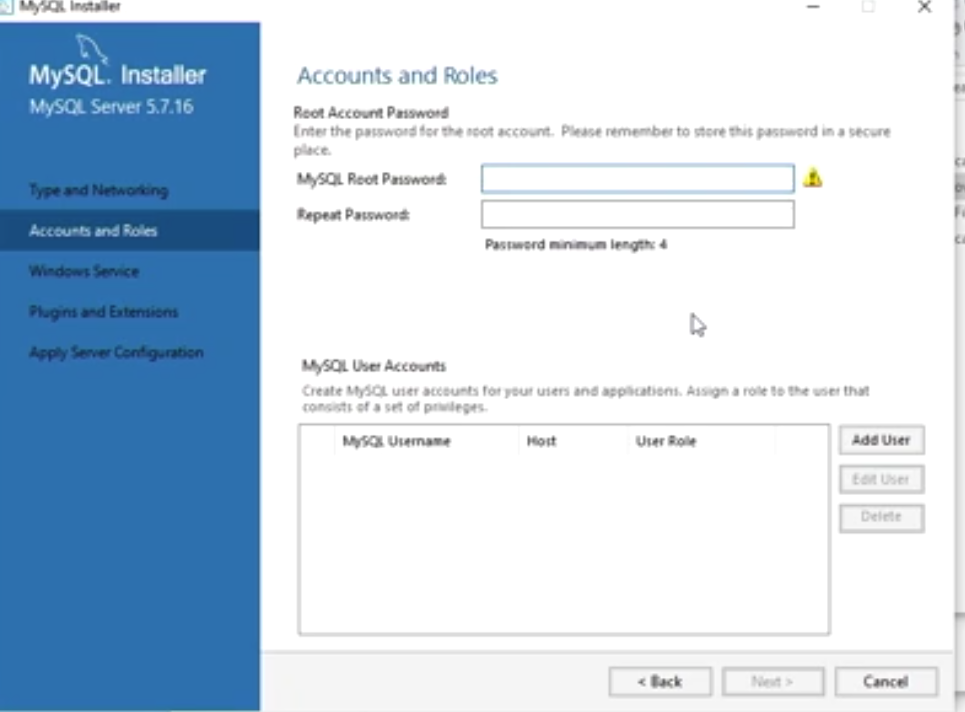 MySQL Installer
MySQL. Installer
MySQL Server 5.7.16
Type and Networking
Accounts and Roles
Windows Service
Plugins and Extensions
Apply Server Configuration
Accounts and Roles
Root Account Password
Enter the password for the root account. Please remember to store this password in a secure
place.
MySQL Root Password:
Repeat Password:
Password minimum length: 4
MySQL User Accounts
Create MySQL user accounts for your users and applications. Assign a role to the user that
consists of a set of privileges.
MySQL Username Host User Role
Add User
Edit User
Delete
< Back Next > Cancel